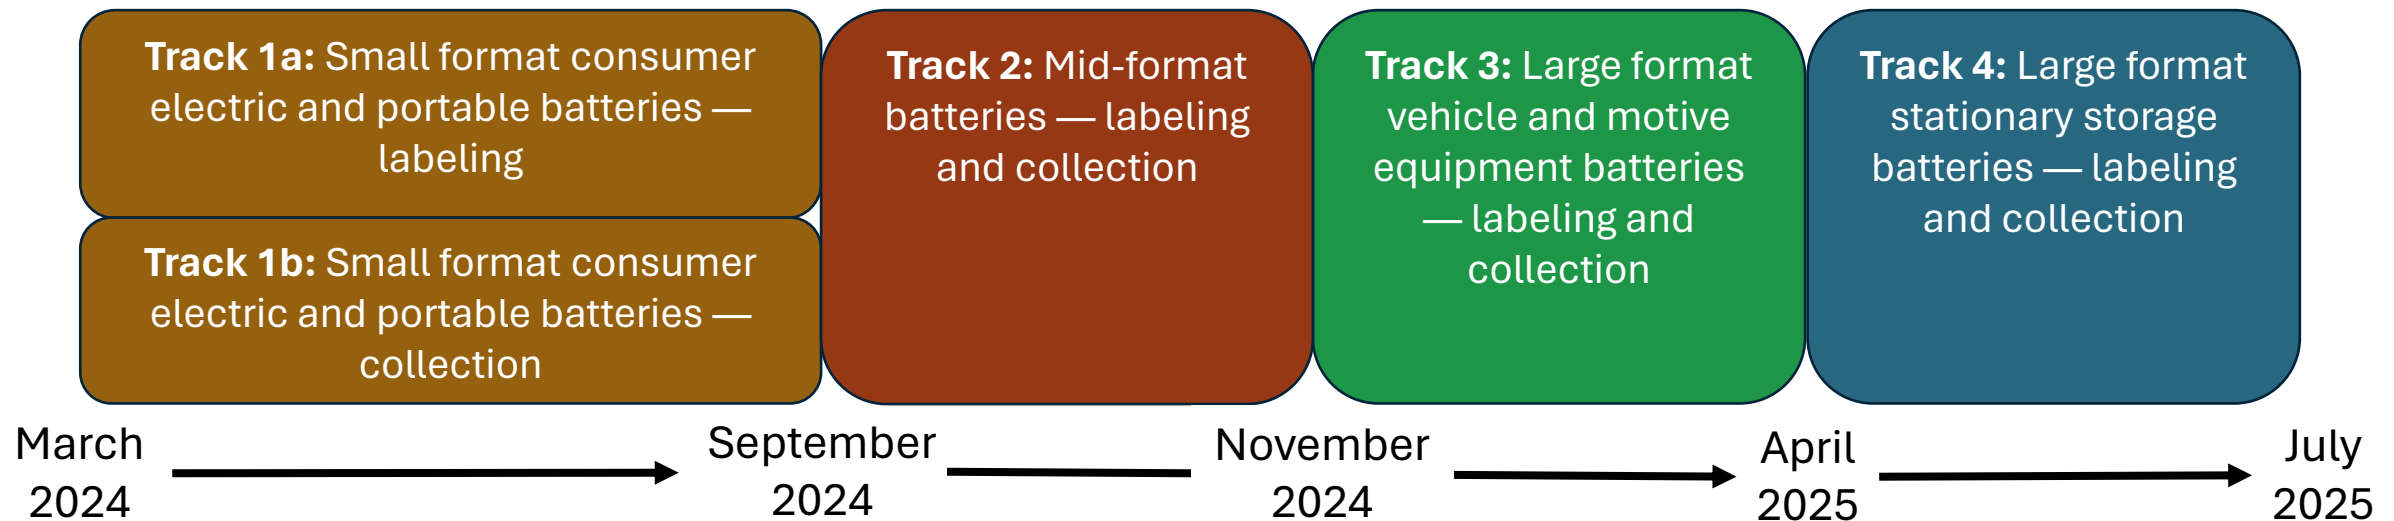 Track 1a: Small format consumer
electric and portable batteries —
labeling
Track 1b: Small format consumer
electric and portable batteries —
collection
Track 2: Mid-format
batteries — labeling
and collection
Track 3: Large format
vehicle and motive
equipment batteries
— labeling and
collection
Track 4: Large format
stationary storage
batteries — labeling
and collection
March
2024
September
2024
November
2024
April
2025
July
2025